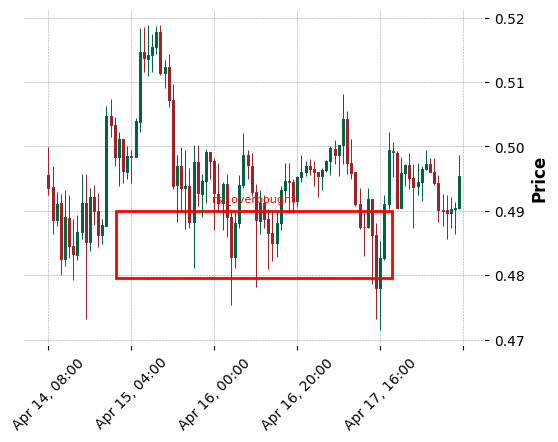 0.52
0.51
0.50
0.49
0.48
0.47
Price
rsi_overbought
Apr 14, 08:00
Apr 15, 04:00
Apr 16, 00:00
Apr 16, 20:00
Apr 17, 16:00